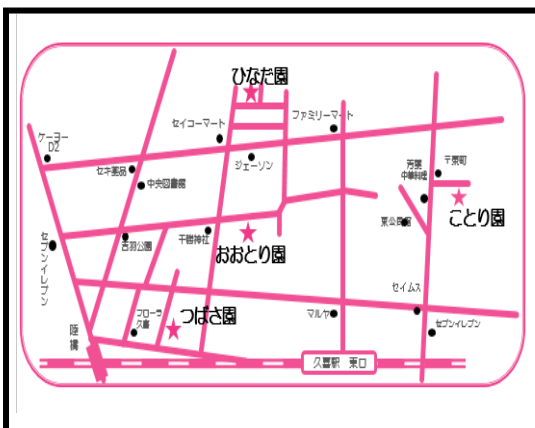 ひなだ園
セイコーマート
ファミリーマート
ケーヨー
D2
セキ薬品
ジェーソン
中央図書館
芳葉
中華料理
千栄町
ことり園
東公民館
セブンイレブン
吉羽公園
千勝神社
おおとり園
陸橋
フローラ
久喜
つばさ園
マルヤ
セイムス
セブンイレブン
久喜駅 東口